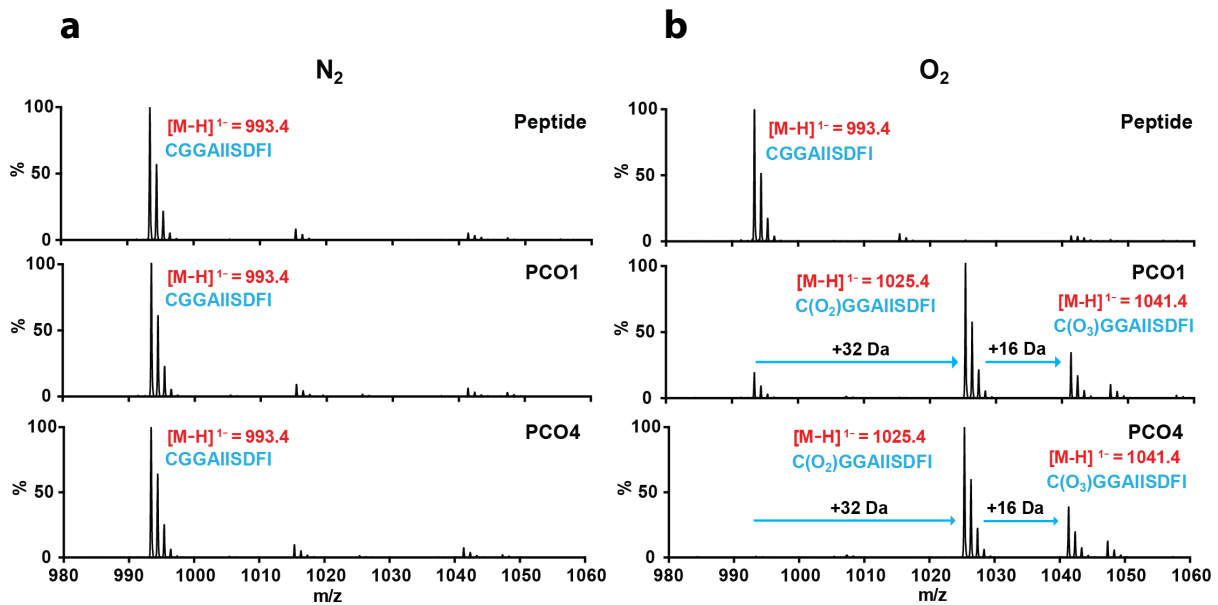 a
N2
100
50
0
%
Peptide
[M–H] 1– = 993.4
CGGAIISDFI
100
50
0
%
PCO1
[M–H] 1– = 993.4
CGGAIISDFI
100
50
0
%
PCO4
[M–H] 1– = 993.4
CGGAIISDFI
980 990 1000 1010 1020 1030 1040 1050 1060
m/z
b
O2
100
50
0
%
Peptide
[M–H] 1– = 993.4
CGGAIISDFI
100
50
0
%
PCO1
[M–H] 1– = 1025.4
C(O2)GGAIISDFI
[M-H] 1– = 1041.4
C(O3)GGAIISDFI
+32 Da
+16 Da
100
50
0
%
PCO4
[M–H] 1– = 1025.4
C(O2)GGAIISDFI
[M-H] 1– = 1041.4
C(O3)GGAIISDFI
+32 Da
+16 Da
980 990 1000 1010 1020 1030 1040 1050 1060
m/z